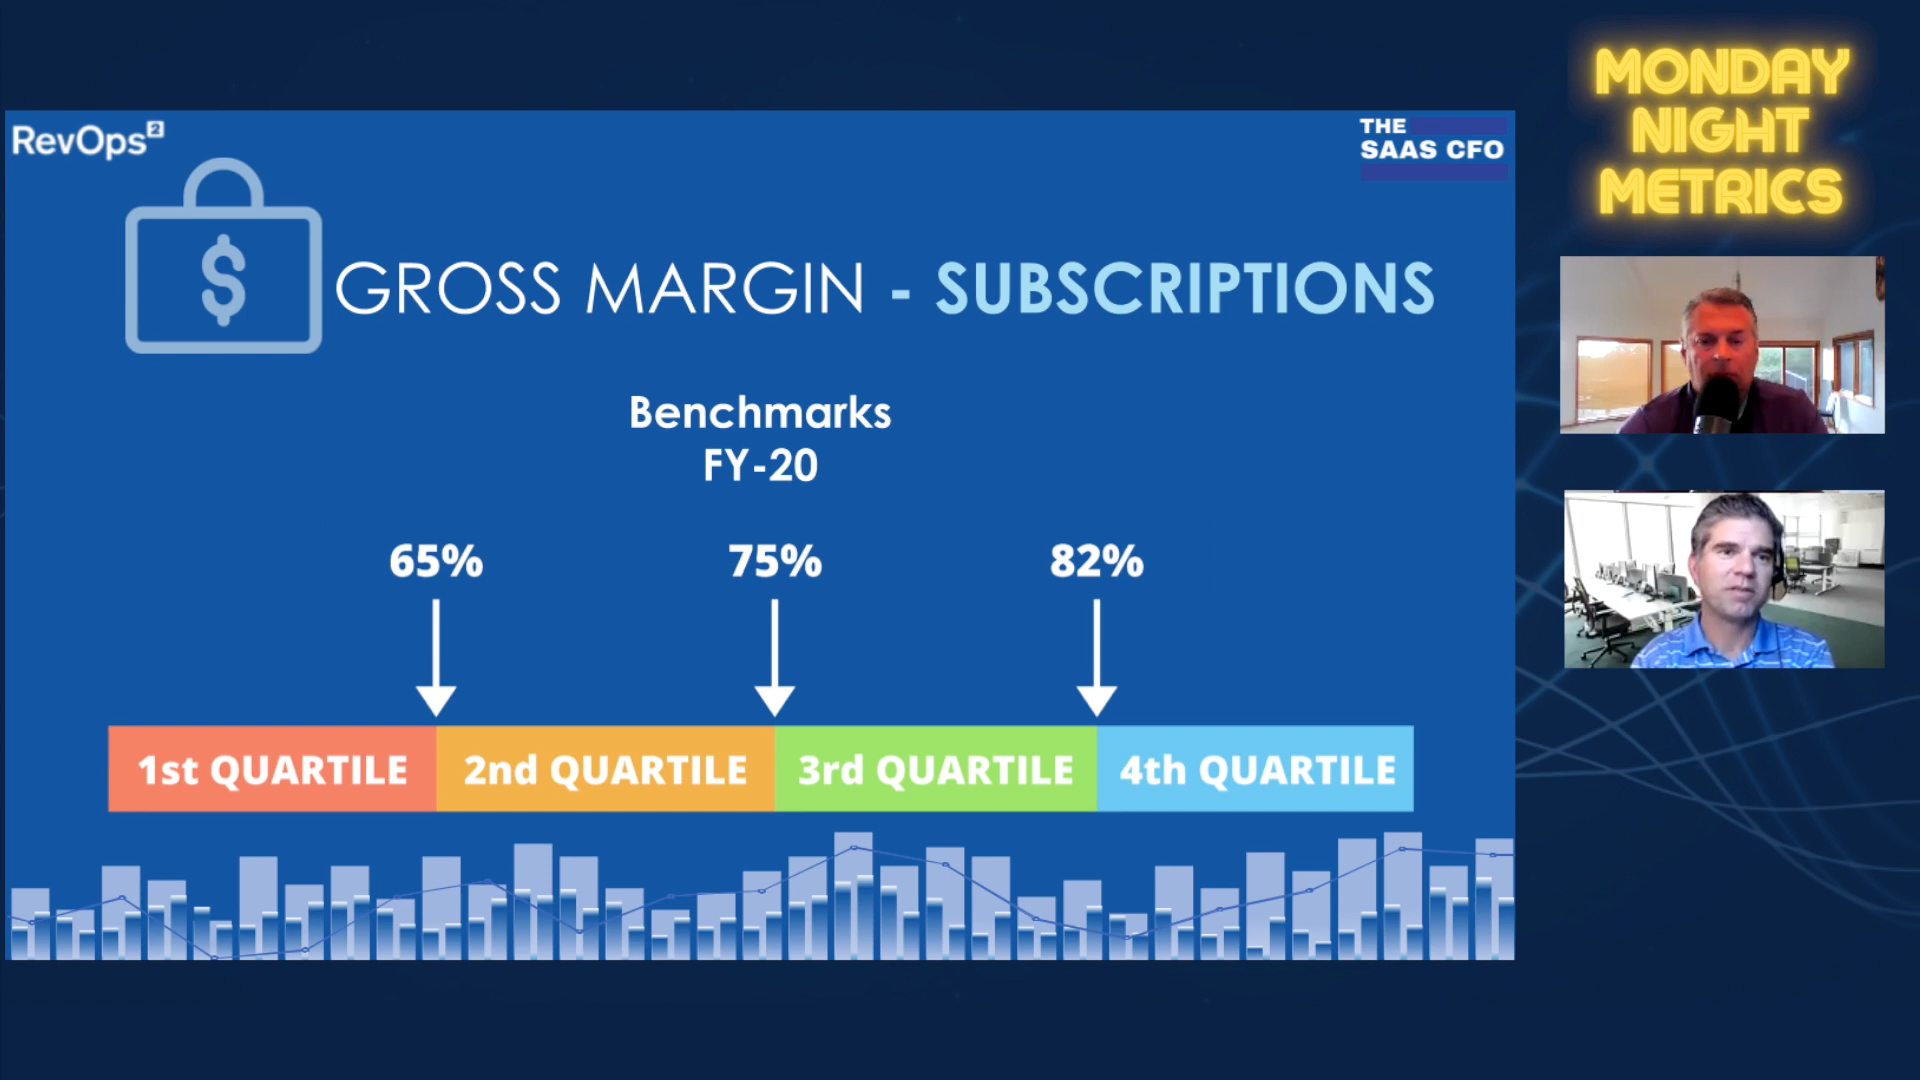 RevOps²
THE
SAAS CFO
$
GROSS MARGIN - SUBSCRIPTIONS
Benchmarks
FY-20
65%
75%
82%
1st QUARTILE
2nd QUARTILE
3rd QUARTILE
4th QUARTILE
MONDAY
NIGHT
METRICS